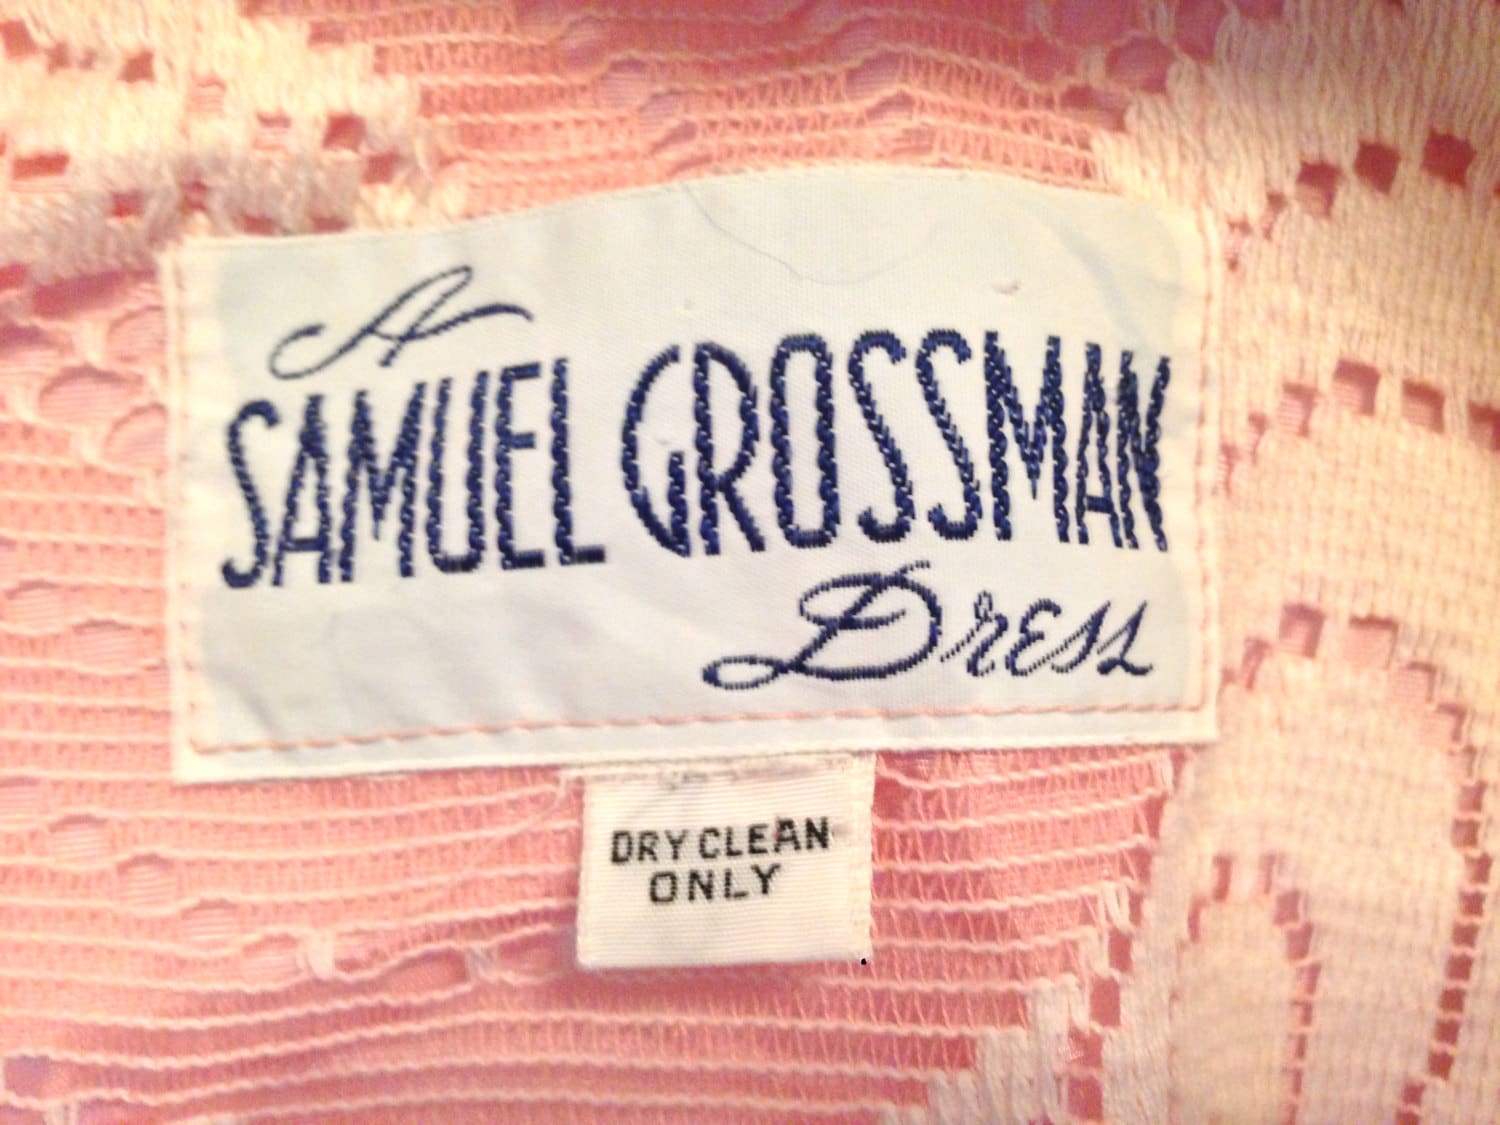 A
SAMUEL GROSSMAN
Dress
DRY CLEAN
ONLY